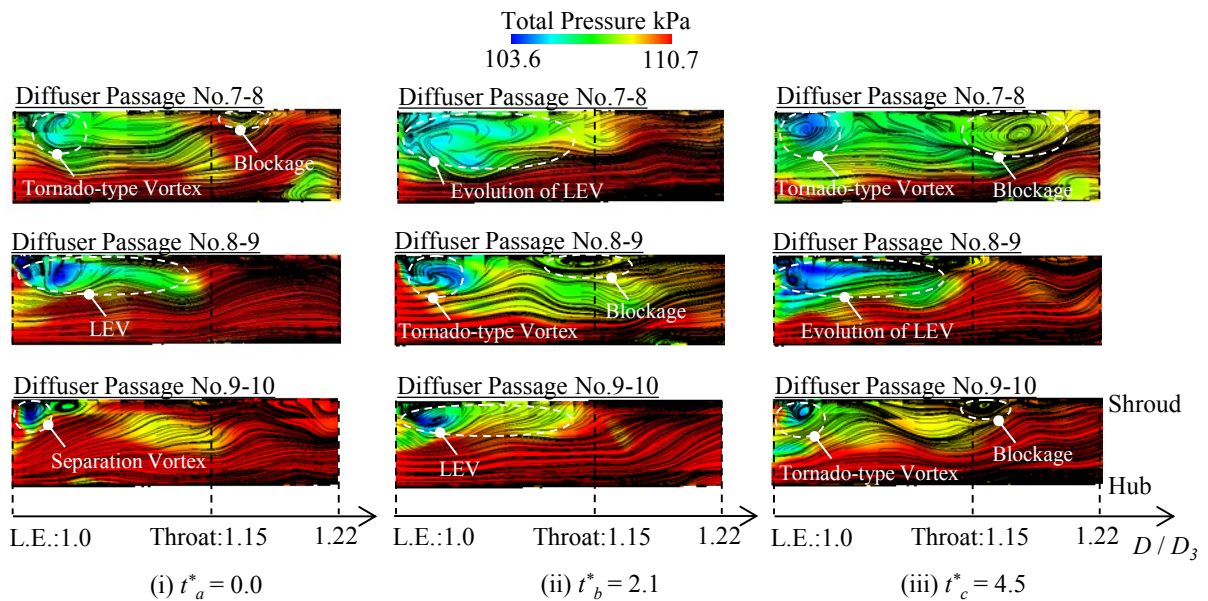 Total Pressure kPa
103.6 110.7
Diffuser Passage No.7-8
Tornado-type Vortex
Blockage
Diffuser Passage No.8-9
LEV
Diffuser Passage No.9-10
Separation Vortex
L.E.:1.0 Throat:1.15 1.22
(i) t*a = 0.0
Diffuser Passage No.7-8
Evolution of LEV
Diffuser Passage No.8-9
Tornado-type Vortex
Blockage
Diffuser Passage No.9-10
LEV
L.E.:1.0 Throat:1.15 1.22
(ii) t*b = 2.1
Diffuser Passage No.7-8
Tornado-type Vortex
Blockage
Diffuser Passage No.8-9
Evolution of LEV
Diffuser Passage No.9-10
Tornado-type Vortex
Blockage
Shroud
Hub
L.E.:1.0 Throat:1.15 1.22
D / D3
(iii) t*c = 4.5